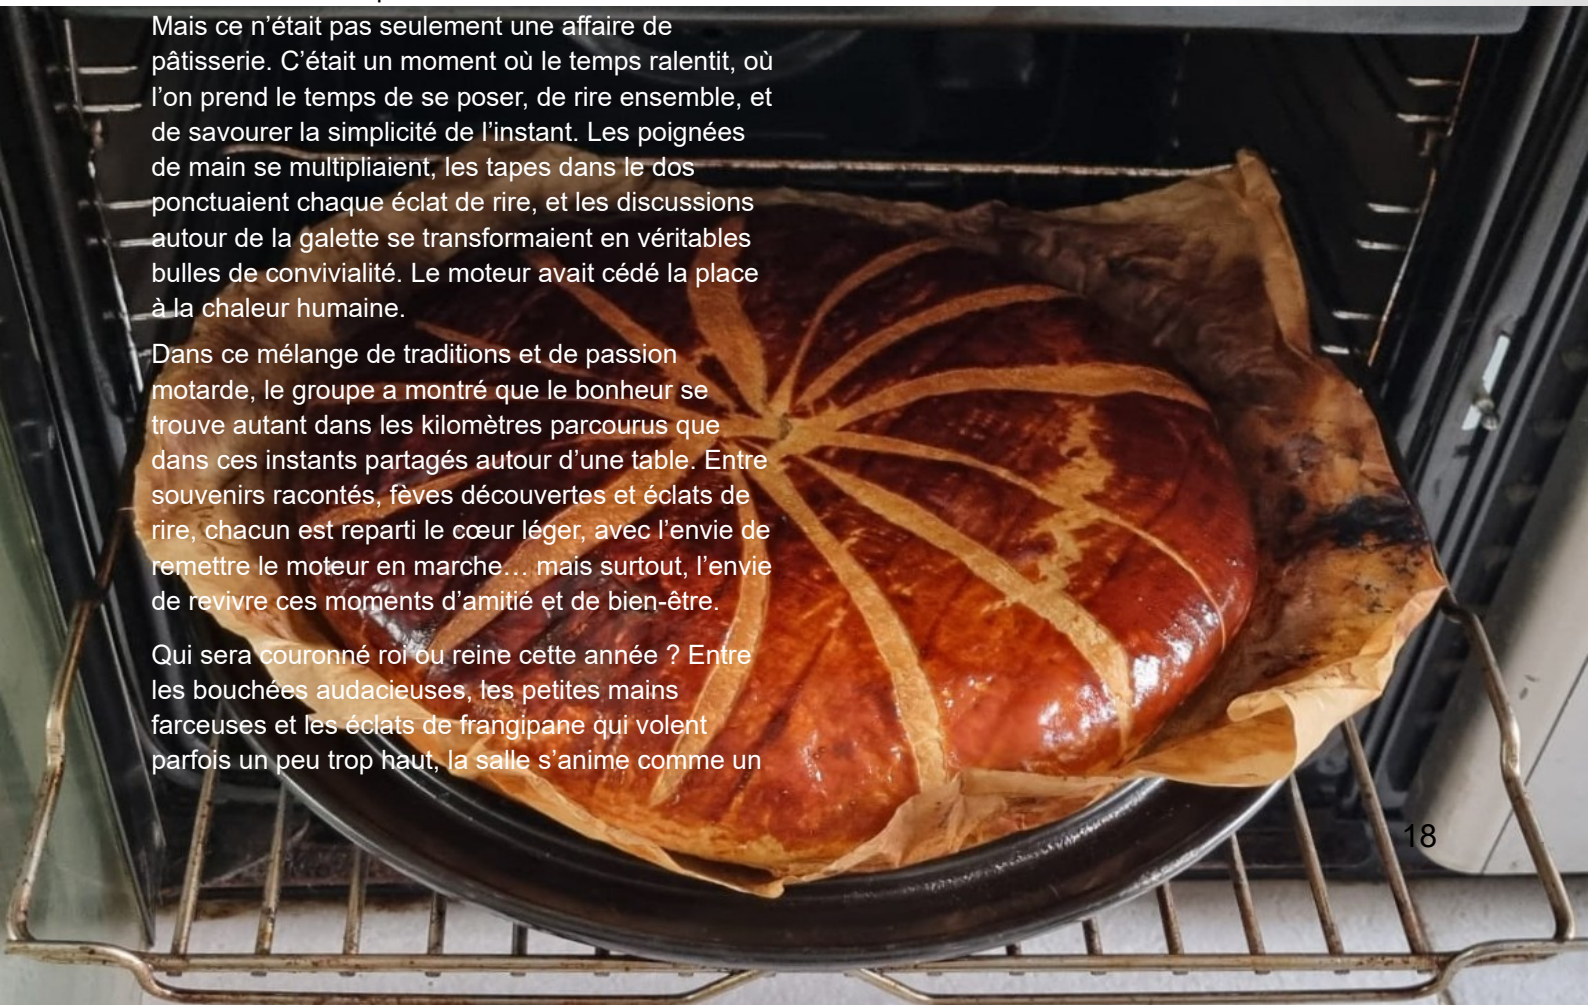 Mais ce n’était pas seulement une affaire de
pâtisserie. C’était un moment où le temps ralentit, où
l’on prend le temps de se poser, de rire ensemble, et
de savourer la simplicité de l’instant. Les poignées
de main se multipliaient, les tapes dans le dos
ponctuaient chaque éclat de rire, et les discussions
autour de la galette se transformaient en véritables
bulles de convivialité. Le moteur avait cédé la place
à la chaleur humaine.
Dans ce mélange de traditions et de passion
motarde, le groupe a montré que le bonheur se
trouve autant dans les kilomètres parcourus que
dans ces instants partagés autour d’une table. Entre
souvenirs racontés, fèves découvertes et éclats de
rire, chacun est reparti le cœur léger, avec l’envie de
remettre le moteur en marche… mais surtout, l’envie
de revivre ces moments d’amitié et de bien-être.
Qui sera couronné roi ou reine cette année ? Entre
les bouchées audacieuses, les petites mains
farceuses et les éclats de frangipane qui volent
parfois un peu trop haut, la salle s’anime comme un
18